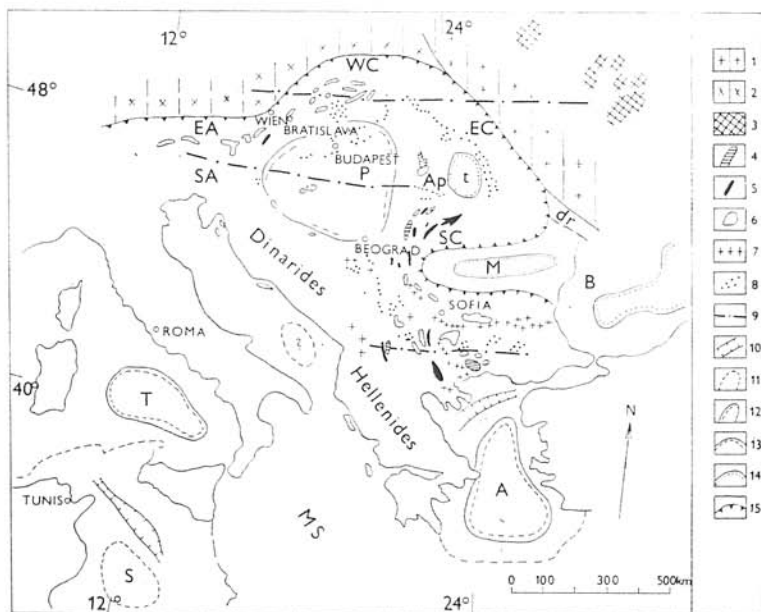 12° 24°
48°
WC
EA WIEN EC
BRATISLAVA
BUDAPEST
SA P Ap t
dr
SC
BEOGRAD
Dinarides M B
SOFIA
ROMA
40°
T Hellenides N
TUNIS A
MS
S
12° 24°
0 100 300 500km
1
2
3
4
5
6
7
8
9
10
11
12
13
14
15